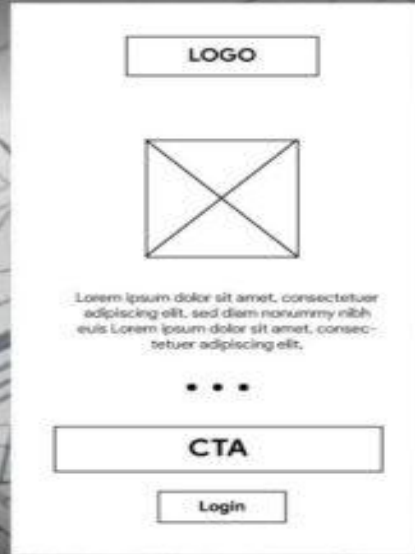 LOGO
Lorem ipsum dolor sit amet, consectetuer
adipiscing elit, sed diam nonummy nibh
euis Lorem ipsum dolor sit amet, consec-
tetuer adipiscing elit,
CTA
Login